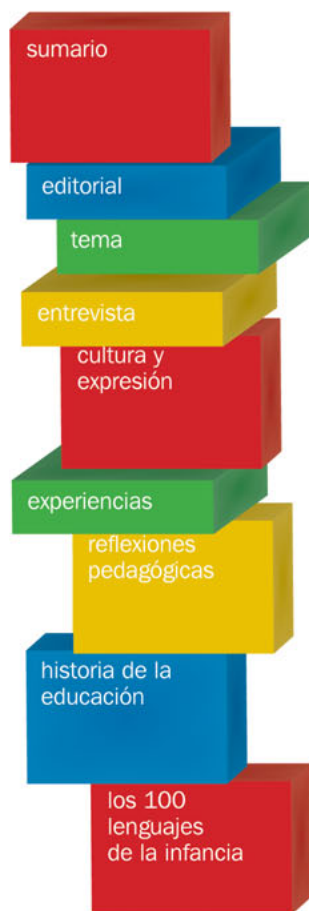 sumario
editorial
tema
entrevista
cultura y
expresión
experiencias
reflexiones
pedagógicas
historia de la
educación
los 100
lenguajes
de la infancia